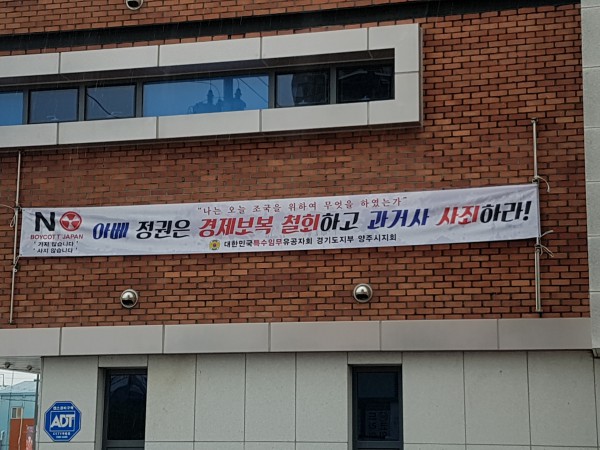 NO
BOYCOTT JAPAN
' 가지 않습니다 '
' 사지 않습니다 '
"나는 오늘 조국을 위하여 무엇을 하였는가"
아베 정권은 경제보복 철회하고 과거사 사죄하라!
대한민국특수임무유공자회 경기도지부 양주시지회
ADT